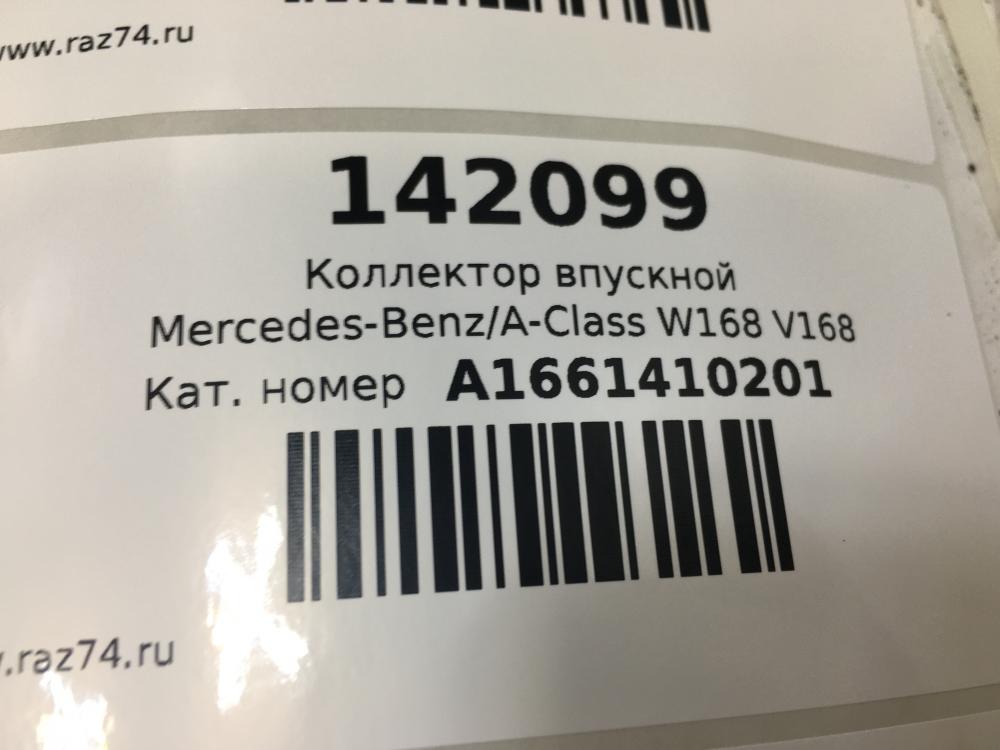 www.raz74.ru
142099
Коллектор впускной
Mercedes-Benz/A-Class W168 V168
Кат. номер A1661410201
.raz74.ru